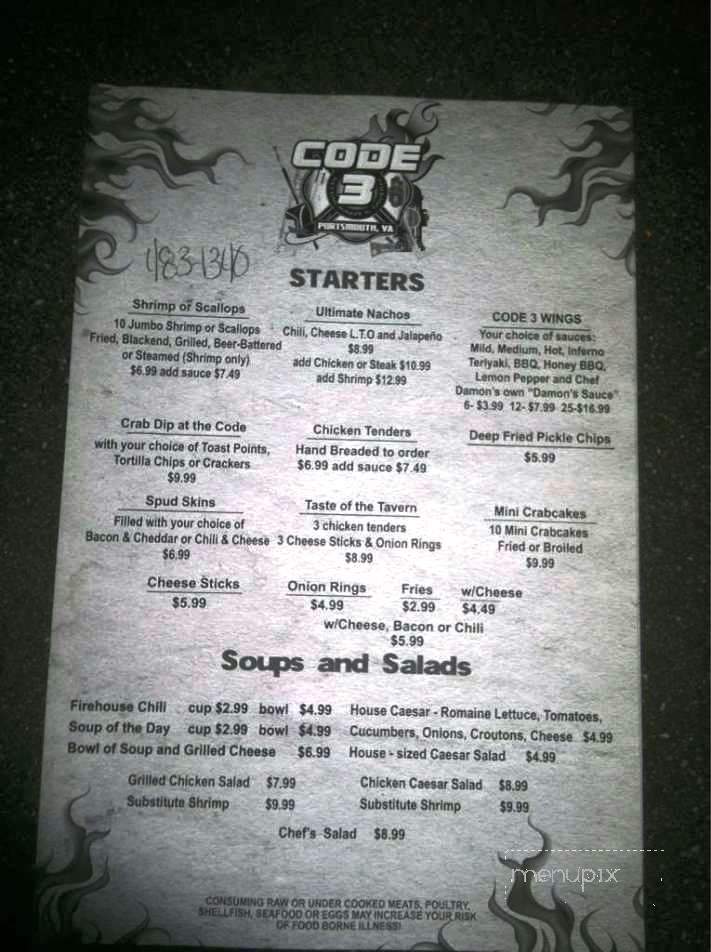 CODE
3
PORTSMOUTH, VA
483-1340
STARTERS
Shrimp or Scallops
10 Jumbo Shrimp or Scallops
Fried, Blackend, Grilled, Beer-Battered
or Steamed (Shrimp only)
$6.99 add sauce $7.49
Ultimate Nachos
Chili, Cheese L.T.O and Jalapeño
$8.99
add Chicken or Steak $10.99
add Shrimp $12.99
CODE 3 WINGS
Your choice of sauces:
Mild, Medium, Hot, Inferno
Teriyaki, BBQ, Honey BBQ,
Lemon Pepper and Chef
Damon's own "Damon's Sauce"
6- $3.99 12- $7.99 25-$16.99
Crab Dip at the Code
with your choice of Toast Points,
Tortilla Chips or Crackers
$9.99
Chicken Tenders
Hand Breaded to order
$6.99 add sauce $7.49
Deep Fried Pickle Chips
$5.99
Spud Skins
Filled with your choice of
Bacon & Cheddar or Chili & Cheese
$6.99
Taste of the Tavern
3 chicken tenders
3 Cheese Sticks & Onion Rings
$8.99
Mini Crabcakes
10 Mini Crabcakes
Fried or Broiled
$9.99
Cheese Sticks
$5.99
Onion Rings
$4.99
Fries
$2.99
w/Cheese
$4.49
w/Cheese, Bacon or Chili
$5.99
Soups and Salads
Firehouse Chili cup $2.99 bowl $4.99
Soup of the Day cup $2.99 bowl $4.99
Bowl of Soup and Grilled Cheese $6.99
House Caesar - Romaine Lettuce, Tomatoes,
Cucumbers, Onions, Croutons, Cheese $4.99
House - sized Caesar Salad $4.99
Grilled Chicken Salad $7.99
Substitute Shrimp $9.99
Chicken Caesar Salad $8.99
Substitute Shrimp $9.99
Chef's Salad $8.99
menupix
CONSUMING RAW OR UNDER COOKED MEATS, POULTRY,
SHELLFISH, SEAFOOD OR EGGS MAY INCREASE YOUR RISK
OF FOOD BORNE ILLNESS!